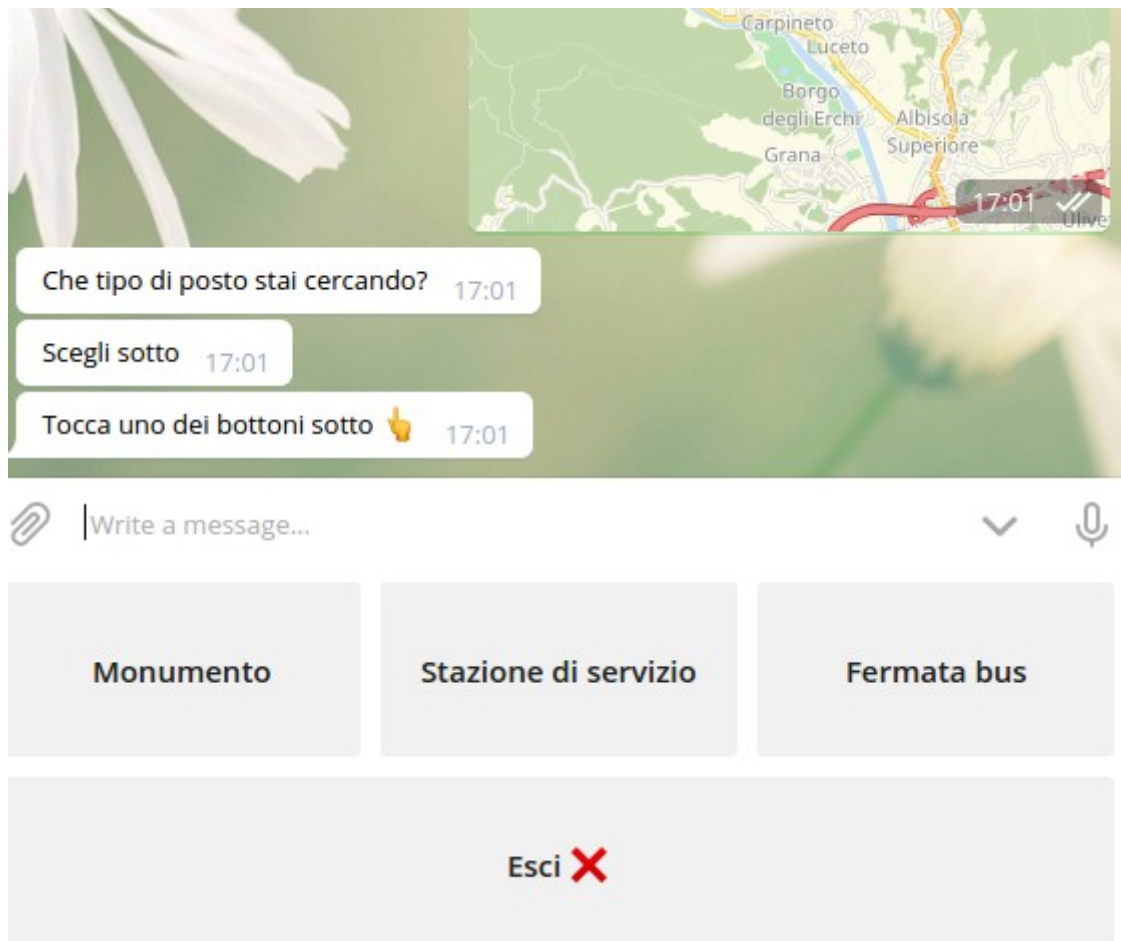 Carpineto
Luceto
Borgo
degli Erchi
Albisola
Superiore
Grana
17:01
Che tipo di posto stai cercando? 17:01
Scegli sotto 17:01
Tocca uno dei bottoni sotto 👆 17:01
Write a message...
Monumento
Stazione di servizio
Fermata bus
Esci ❌